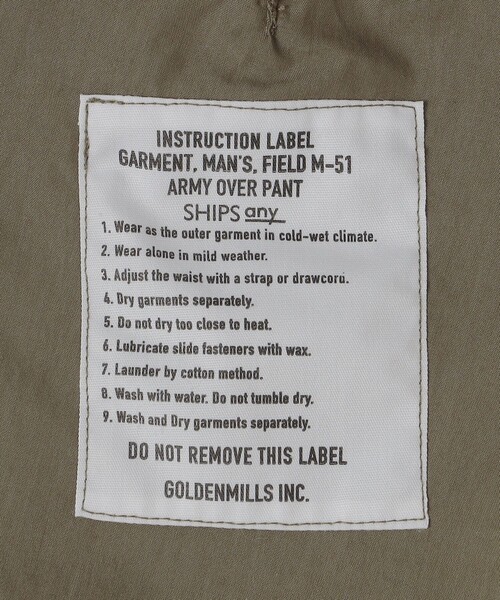 INSTRUCTION LABEL
GARMENT, MAN'S, FIELD M-51
ARMY OVER PANT
SHIPS any
1. Wear as the outer garment in cold-wet climate.
2. Wear alone in mild weather.
3. Adjust the waist with a strap or drawcord.
4. Dry garments separately.
5. Do not dry too close to heat.
6. Lubricate slide fasteners with wax.
7. Launder by cotton method.
8. Wash with water. Do not tumble dry.
9. Wash and Dry garments separately.
DO NOT REMOVE THIS LABEL
GOLDENMILLS INC.